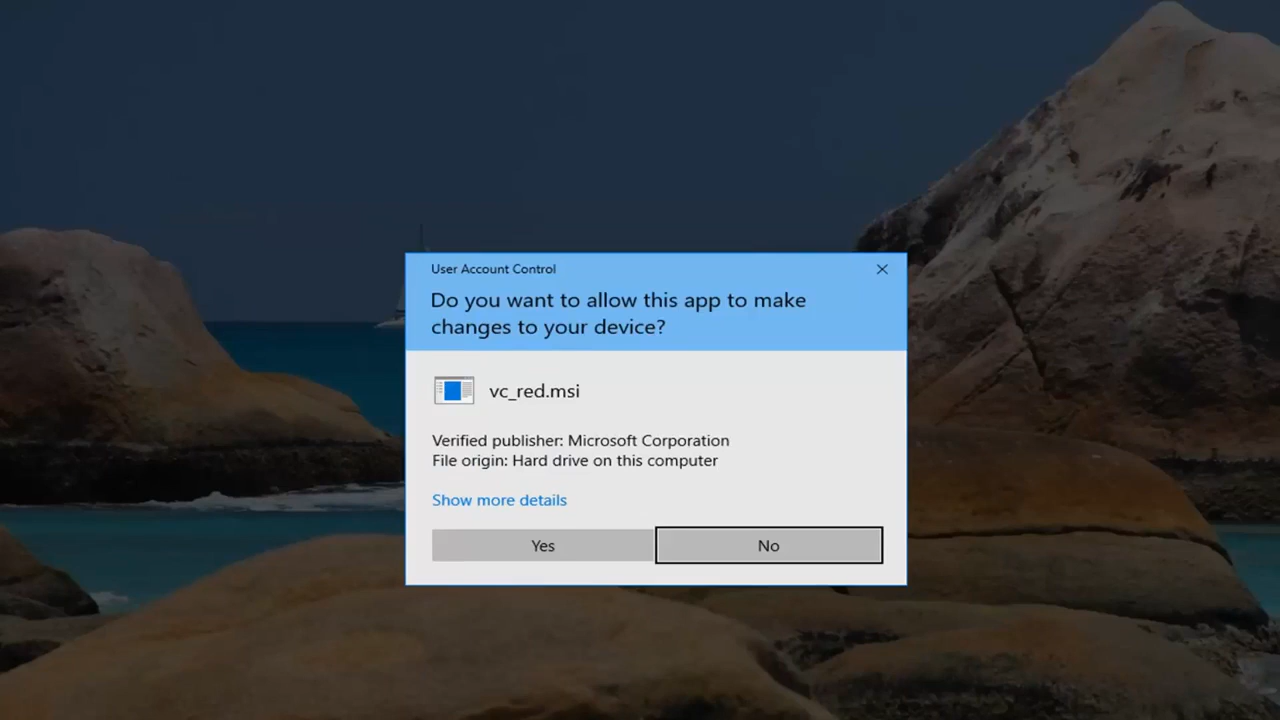 User Account Control
Do you want to allow this app to make
changes to your device?
vc_red.msi
Verified publisher: Microsoft Corporation
File origin: Hard drive on this computer
Show more details
Yes
No